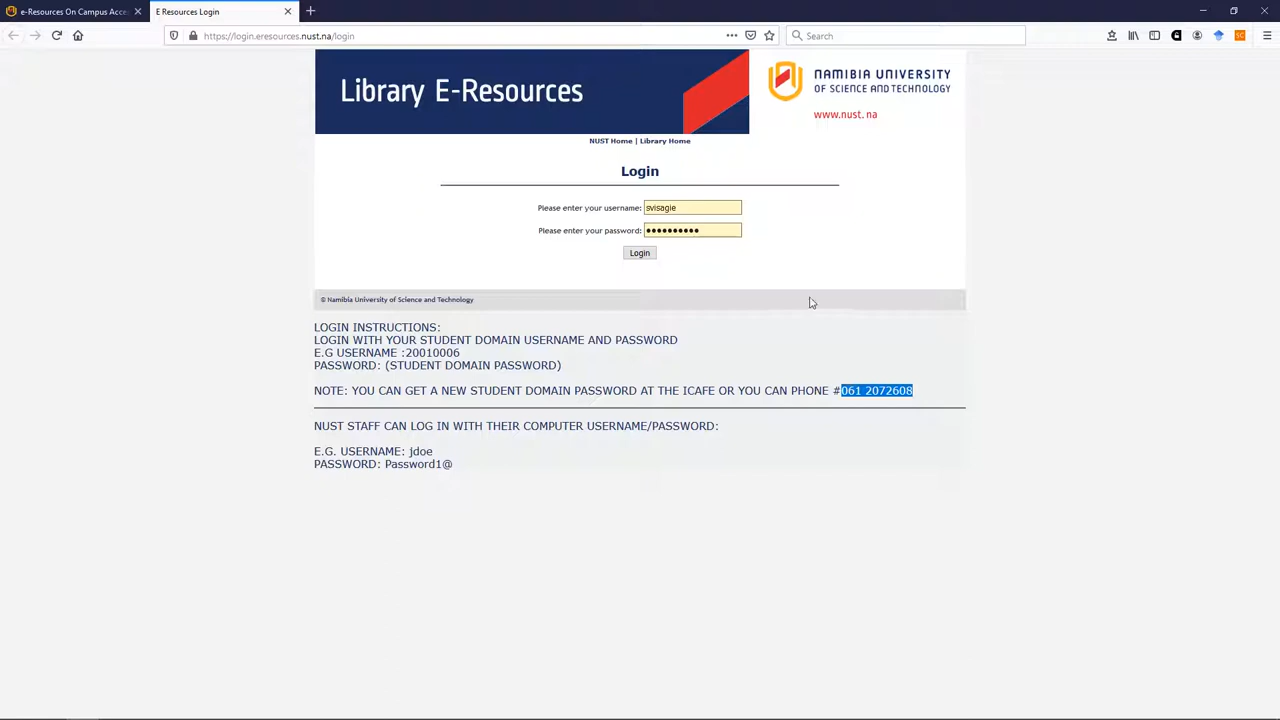 e-Resources On Campus Acce
E Resources Login
https://login.eresources.nust.na/login
Search
Library E-Resources
NAMIBIA UNIVERSITY
OF SCIENCE AND TECHNOLOGY
www.nust.na
NUST Home | Library Home
Login
Please enter your username: svisagie
Please enter your password: ●●●●●●●●●●
Login
© Namibia University of Science and Technology
LOGIN INSTRUCTIONS:
LOGIN WITH YOUR STUDENT DOMAIN USERNAME AND PASSWORD
E.G USERNAME :20010006
PASSWORD: (STUDENT DOMAIN PASSWORD)
NOTE: YOU CAN GET A NEW STUDENT DOMAIN PASSWORD AT THE ICAFE OR YOU CAN PHONE #061 2072608
NUST STAFF CAN LOG IN WITH THEIR COMPUTER USERNAME/PASSWORD:
E.G. USERNAME: jdoe
PASSWORD: Password1@